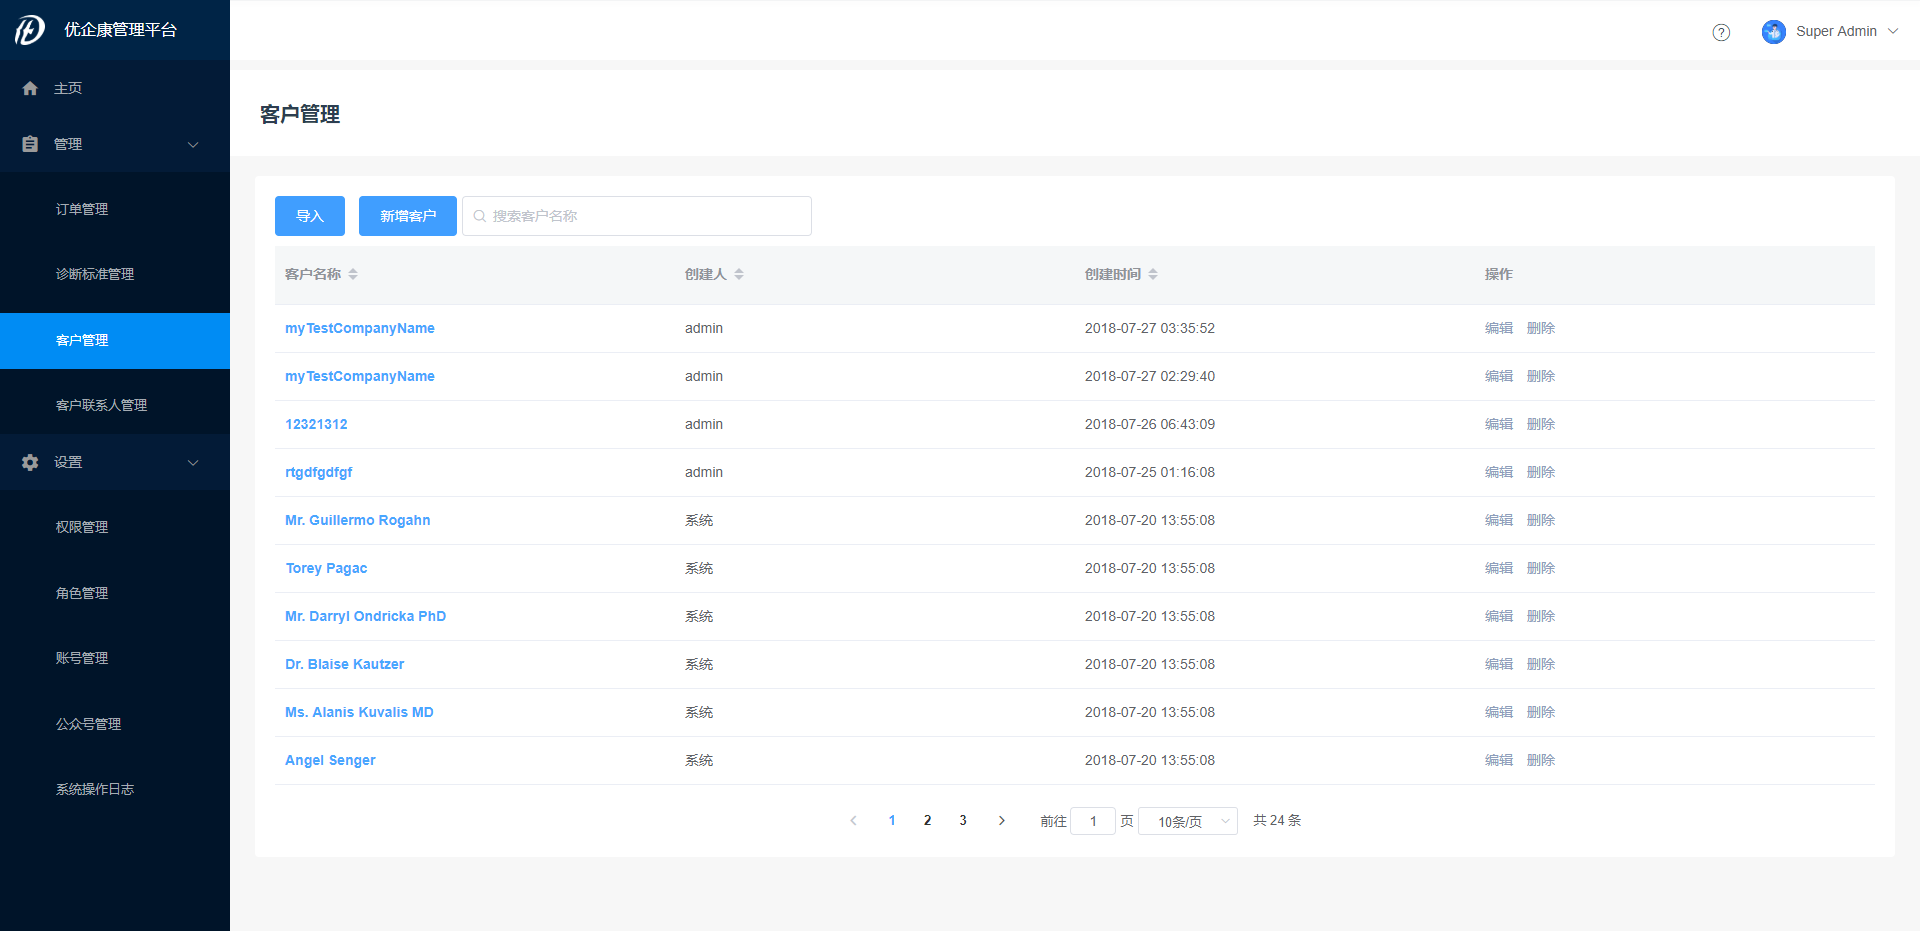 优企康管理平台
Super Admin
主页
管理
订单管理
诊断标准管理
客户管理
客户联系人管理
设置
权限管理
角色管理
账号管理
公众号管理
系统操作日志
客户管理
导入 新增客户 搜索客户名称
客户名称 创建人 创建时间 操作
myTestCompanyName admin 2018-07-27 03:35:52 编辑 删除
myTestCompanyName admin 2018-07-27 02:29:40 编辑 删除
12321312 admin 2018-07-26 06:43:09 编辑 删除
rtgdfgdfgf admin 2018-07-25 01:16:08 编辑 删除
Mr. Guillermo Rogahn 系统 2018-07-20 13:55:08 编辑 删除
Torey Pagac 系统 2018-07-20 13:55:08 编辑 删除
Mr. Darryl Ondricka PhD 系统 2018-07-20 13:55:08 编辑 删除
Dr. Blaise Kautzer 系统 2018-07-20 13:55:08 编辑 删除
Ms. Alanis Kuvalis MD 系统 2018-07-20 13:55:08 编辑 删除
Angel Senger 系统 2018-07-20 13:55:08 编辑 删除
1 2 3 前往 1 页 10条/页 共 24 条